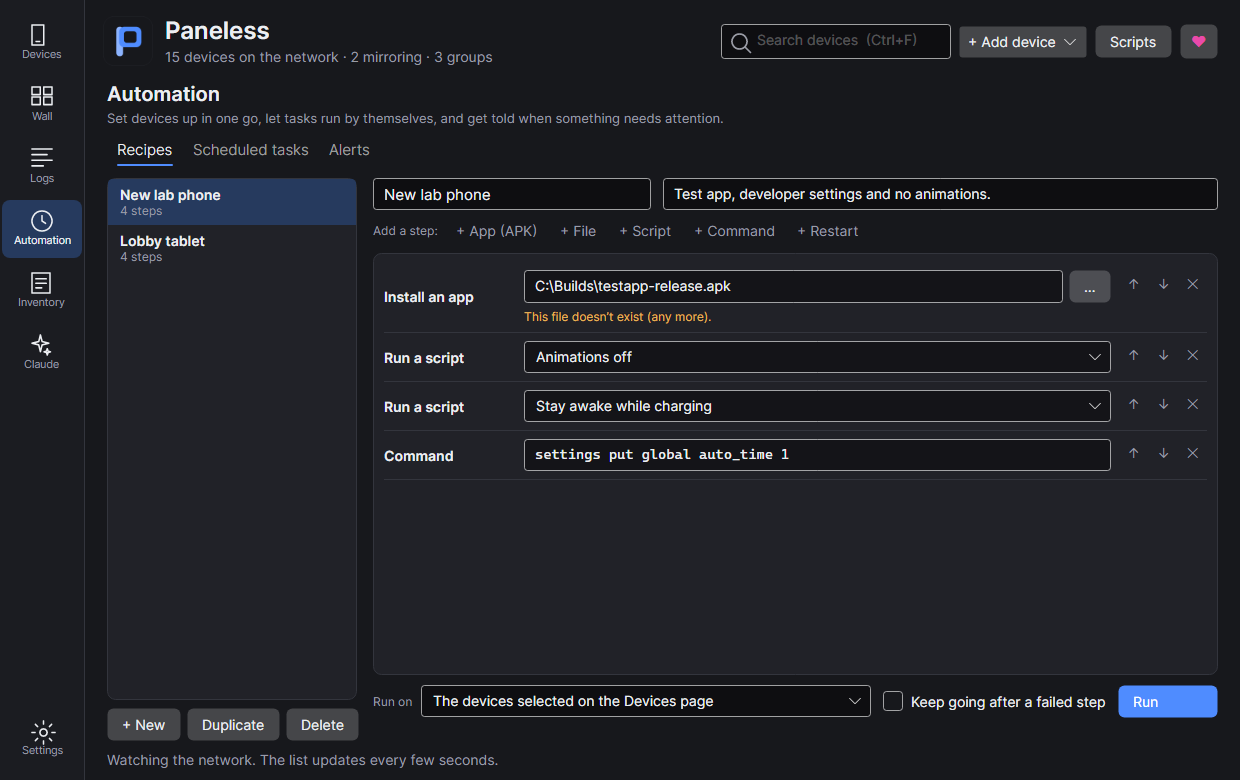 Devices
Wall
Logs
Automation
Inventory
Claude
Settings
Paneless
15 devices on the network · 2 mirroring · 3 groups
Search devices (Ctrl+F)
+ Add device
Scripts
Automation
Set devices up in one go, let tasks run by themselves, and get told when something needs attention.
Recipes Scheduled tasks Alerts
New lab phone
4 steps
Lobby tablet
4 steps
+ New
Duplicate
Delete
New lab phone
Test app, developer settings and no animations.
Add a step: + App (APK) + File + Script + Command + Restart
Install an app
C:\Builds\testapp-release.apk
...
This file doesn’t exist (any more).
Run a script
Animations off
Run a script
Stay awake while charging
Command
settings put global auto_time 1
Run on
The devices selected on the Devices page
Keep going after a failed step
Run
Watching the network. The list updates every few seconds.